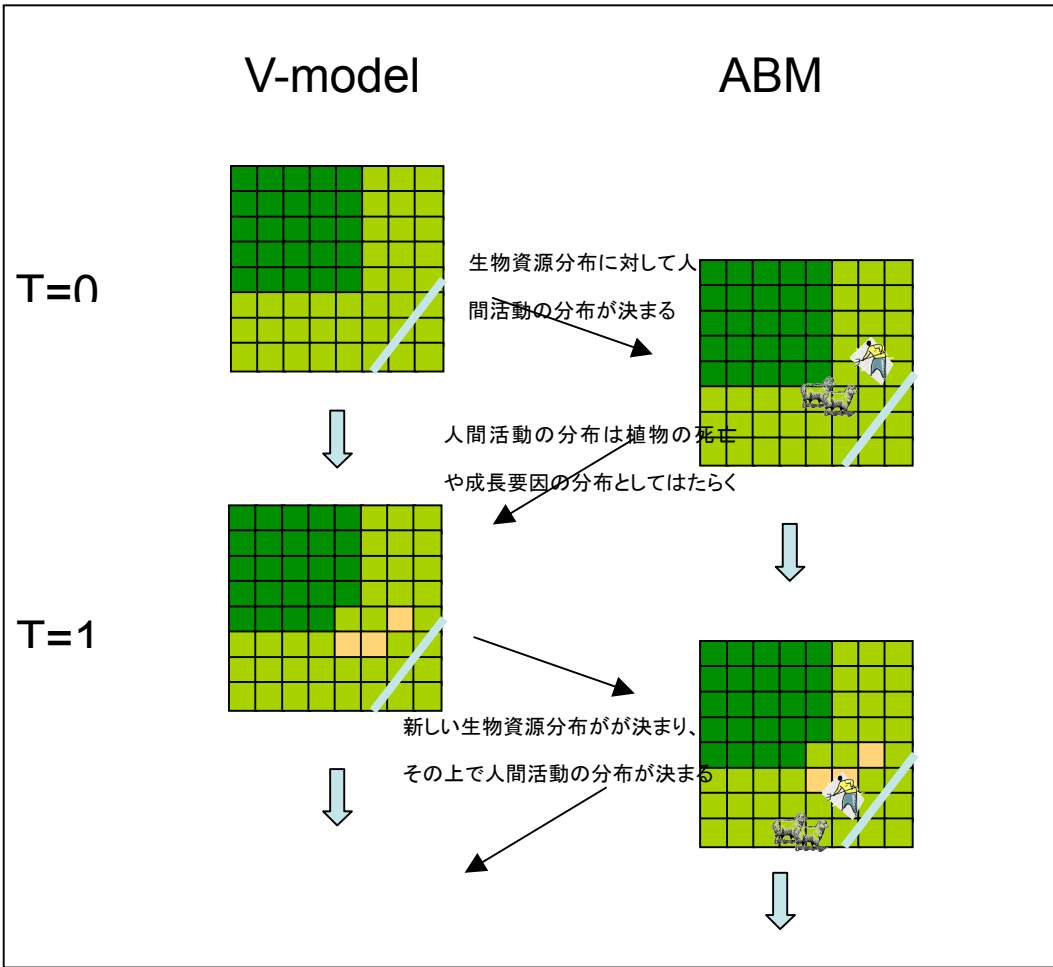 V-model
ABM
T=0
生物資源分布に対して人
間活動の分布が決まる
人間活動の分布は植物の死亡
や成長要因の分布としてはたらく
T=1
新しい生物資源分布がが決まり、
その上で人間活動の分布が決まる